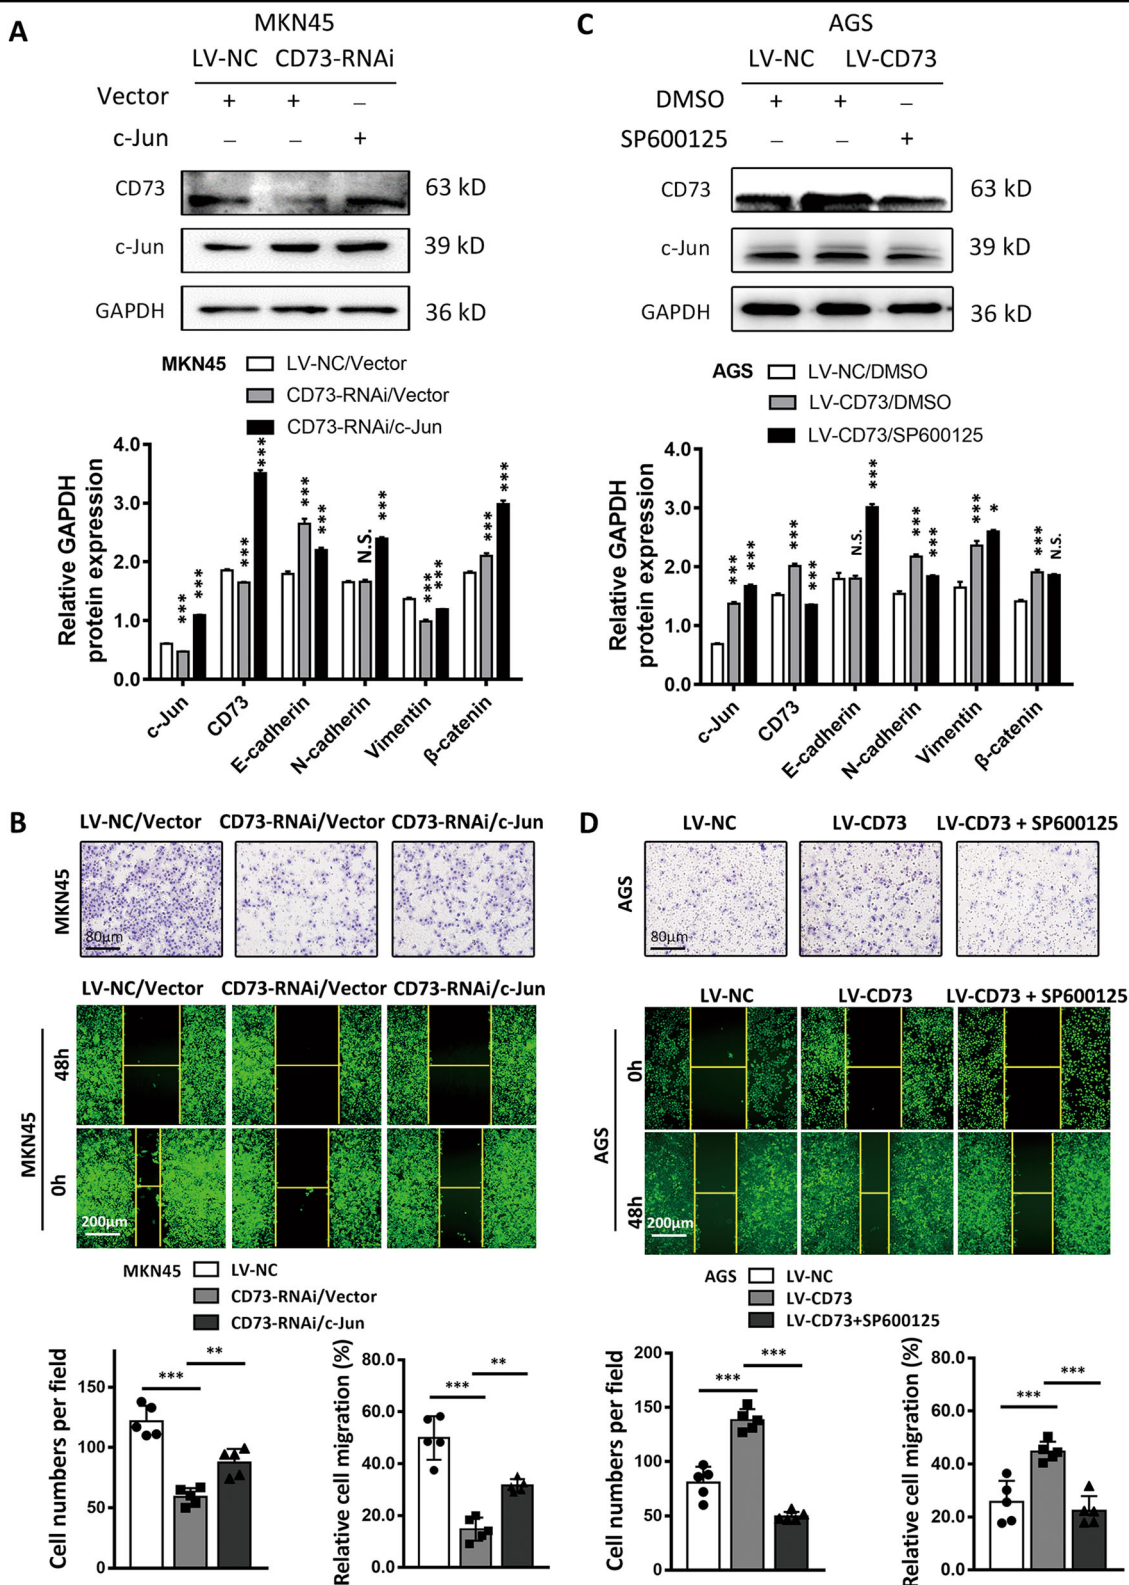 A
MKN45
LV-NC CD73-RNAi
Vector + + –
c-Jun – – +
CD73 63 kD
c-Jun 39 kD
GAPDH 36 kD
MKN45 LV-NC/Vector
CD73-RNAi/Vector
CD73-RNAi/c-Jun
Relative GAPDH
protein expression
4.0
3.0
2.0
1.0
0.0
*** *** *** *** *** *** N.S. *** *** *** *** ***
c-Jun CD73 E-cadherin N-cadherin Vimentin β-catenin
C
AGS
LV-NC LV-CD73
DMSO + + –
SP600125 – – +
CD73 63 kD
c-Jun 39 kD
GAPDH 36 kD
AGS LV-NC/DMSO
LV-CD73/DMSO
LV-CD73/SP600125
Relative GAPDH
protein expression
4.0
3.0
2.0
1.0
0.0
*** *** *** *** N.S. *** *** *** *** * *** N.S.
c-Jun CD73 E-cadherin N-cadherin Vimentin β-catenin
B
LV-NC/Vector CD73-RNAi/Vector CD73-RNAi/c-Jun
MKN45
80μm
LV-NC/Vector CD73-RNAi/Vector CD73-RNAi/c-Jun
MKN45
48h
0h
200μm
MKN45 LV-NC
CD73-RNAi/Vector
CD73-RNAi/c-Jun
Cell numbers per field
150
100
50
0
*** **
Relative cell migration (%)
80.0
60.0
40.0
20.0
0.0
*** **
D
LV-NC LV-CD73 LV-CD73 + SP600125
AGS
80μm
LV-NC LV-CD73 LV-CD73 + SP600125
AGS
0h
48h
200μm
AGS LV-NC
LV-CD73
LV-CD73+SP600125
Cell numbers per field
200
150
100
50
0
*** ***
Relative cell migration (%)
80.0
60.0
40.0
20.0
0.0
*** ***